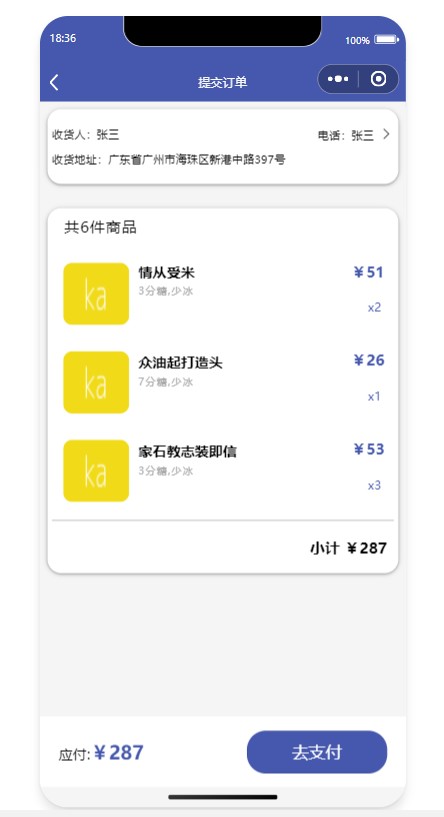 18:36
100%
提交订单
收货人：张三
电话：张三
收货地址：广东省广州市海珠区新港中路397号
共6件商品
ka
情从受米
￥51
3分糖,少冰
x2
ka
众油起打造头
￥26
7分糖,少冰
x1
ka
家石教志装即信
￥53
3分糖,少冰
x3
小计 ￥287
应付:￥287
去支付